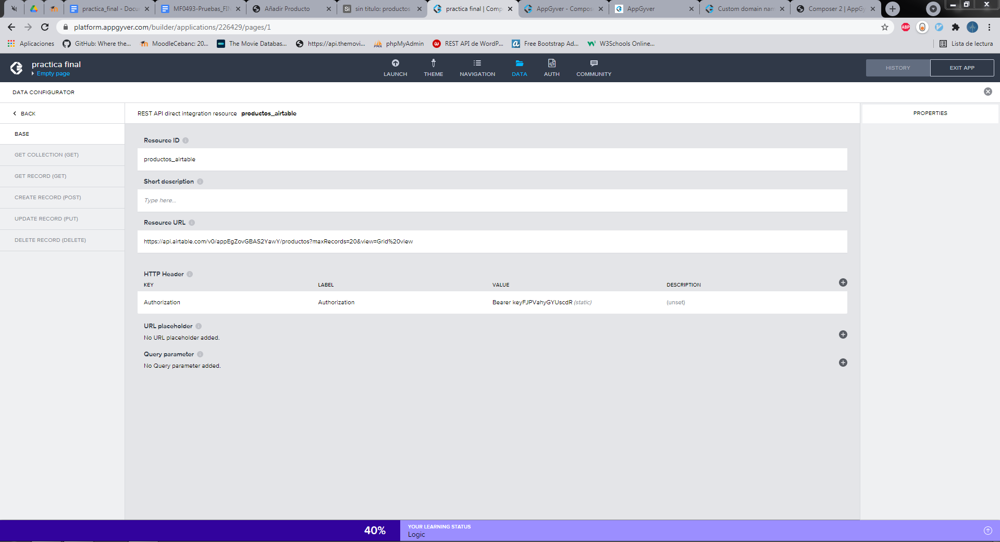 practica_final - Docu
MF0493-Pruebas_FIN
Añadir Producto
sin titulo: productos
practica final | Comp
AppGyver - Compos
AppGyver
Custom domain nam
Composer 2 | AppGy
platform.appgyver.com/builder/applications/226429/pages/1
ABP
Aplicaciones
GitHub: Where the...
MoodleCebanc: 20...
The Movie Databas...
https://api.themovi...
phpMyAdmin
REST API de WordP...
Free Bootstrap Ad...
W3Schools Online...
Lista de lectura
practica final
Empty page
LAUNCH
THEME
NAVIGATION
DATA
AUTH
COMMUNITY
HISTORY
EXIT APP
DATA CONFIGURATOR
BACK
REST API direct integration resource productos_airtable
PROPERTIES
BASE
GET COLLECTION (GET)
GET RECORD (GET)
CREATE RECORD (POST)
UPDATE RECORD (PUT)
DELETE RECORD (DELETE)
Resource ID
productos_airtable
Short description
Type here...
Resource URL
https://api.airtable.com/v0/appEgZovGBAS2YawY/productos?maxRecords=20&view=Grid%20view
HTTP Header
KEY LABEL VALUE DESCRIPTION
Authorization Authorization Bearer keyFJPVahyGYUscdR (static) (unset)
URL placeholder
No URL placeholder added.
Query parameter
No Query parameter added.
40%
YOUR LEARNING STATUS
Logic